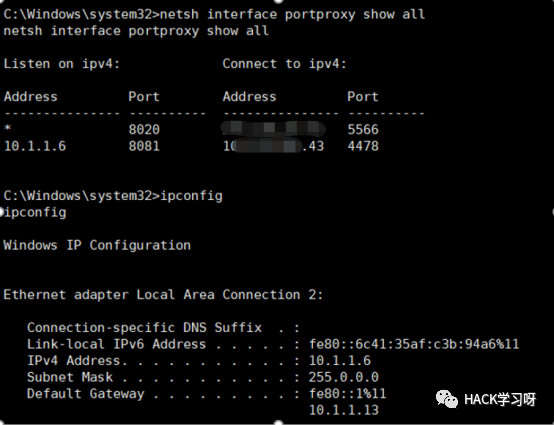 C:\Windows\system32>netsh interface portproxy show all
netsh interface portproxy show all
Listen on ipv4:             Connect to ipv4:
Address         Port        Address         Port
--------------- ----------  --------------- ----------
*               8020                        5566
10.1.1.6        8081        10 .43          4478
C:\Windows\system32>ipconfig
ipconfig
Windows IP Configuration
Ethernet adapter Local Area Connection 2:
   Connection-specific DNS Suffix  . :
   Link-local IPv6 Address . . . . . : fe80::6c41:35af:c3b:94a6%11
   IPv4 Address. . . . . . . . . . . : 10.1.1.6
   Subnet Mask . . . . . . . . . . . : 255.0.0.0
   Default Gateway . . . . . . . . . : fe80::1%11
                                       10.1.1.13
HACK学习呀